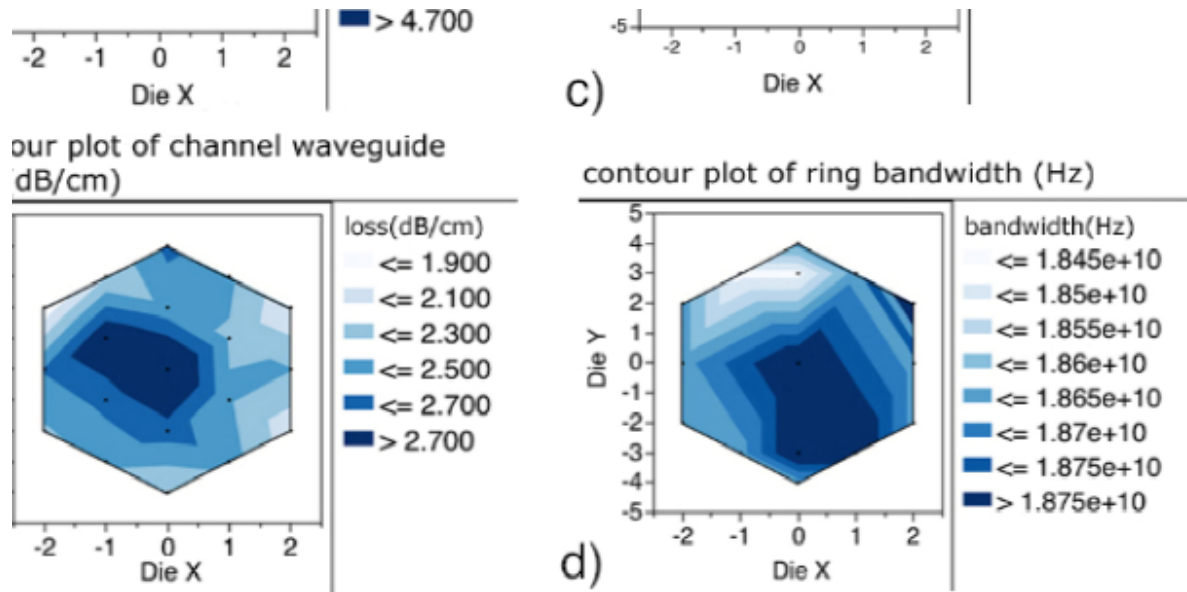 > 4.700
-2 -1 0 1 2
Die X
-5
-2 -1 0 1 2
Die X
c)
our plot of channel waveguide
dB/cm)
loss(dB/cm)
<= 1.900
<= 2.100
<= 2.300
<= 2.500
<= 2.700
> 2.700
-2 -1 0 1 2
Die X
contour plot of ring bandwidth (Hz)
5
4
3
2
1
0
-1
-2
-3
-4
-5
Die Y
-2 -1 0 1 2
Die X
bandwidth(Hz)
<= 1.845e+10
<= 1.85e+10
<= 1.855e+10
<= 1.86e+10
<= 1.865e+10
<= 1.87e+10
<= 1.875e+10
> 1.875e+10
d)